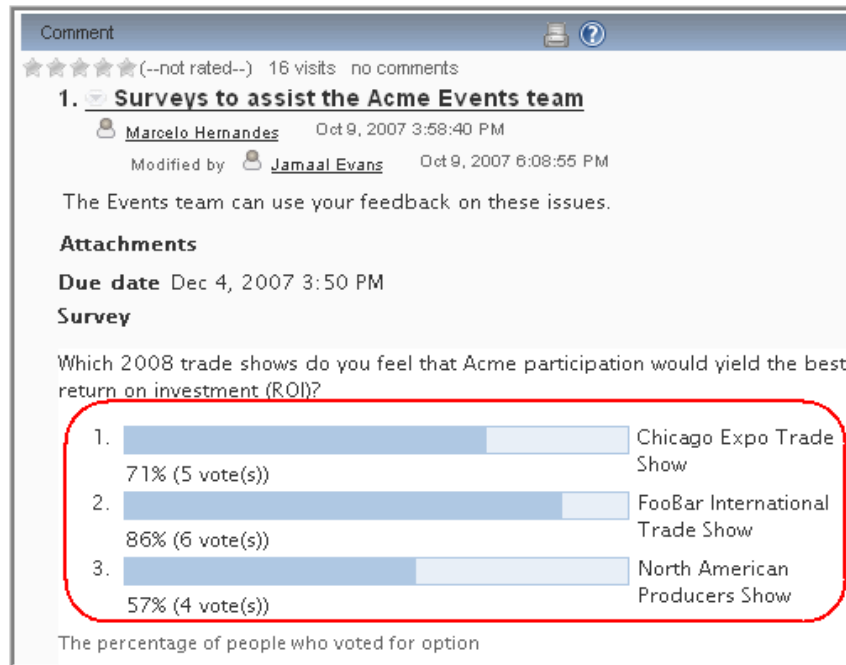 Comment
(--not rated--) 16 visits no comments
1. Surveys to assist the Acme Events team
Marcelo Hernandes Oct 9, 2007 3:58:40 PM
Modified by Jamaal Evans Oct 9, 2007 6:08:55 PM
The Events team can use your feedback on these issues.
Attachments
Due date Dec 4, 2007 3:50 PM
Survey
Which 2008 trade shows do you feel that Acme participation would yield the best
return on investment (ROI)?
1. Chicago Expo Trade
Show
71% (5 vote(s))
2. FooBar International
Trade Show
86% (6 vote(s))
3. North American
Producers Show
57% (4 vote(s))
The percentage of people who voted for option